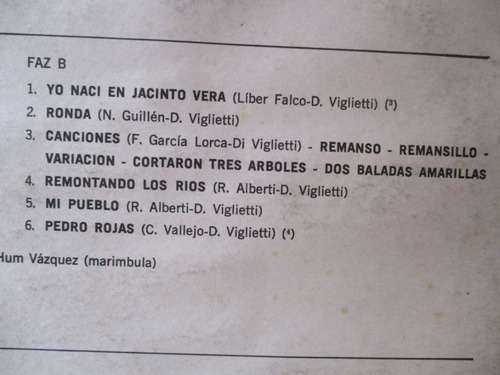 FAZ B
1. YO NACI EN JACINTO VERA (Líber Falco-D. Viglietti) (³)
2. RONDA (N. Guillén-D. Viglietti)
3. CANCIONES (F. García Lorca-Di Viglietti) - REMANSO - REMANSILLO -
VARIACION - CORTARON TRES ARBOLES - DOS BALADAS AMARILLAS
4. REMONTANDO LOS RIOS (R. Alberti-D. Viglietti)
5. MI PUEBLO (R. Alberti-D. Viglietti)
6. PEDRO ROJAS (C. Vallejo-D. Viglietti) (⁴)
Hum Vázquez (marimbula)